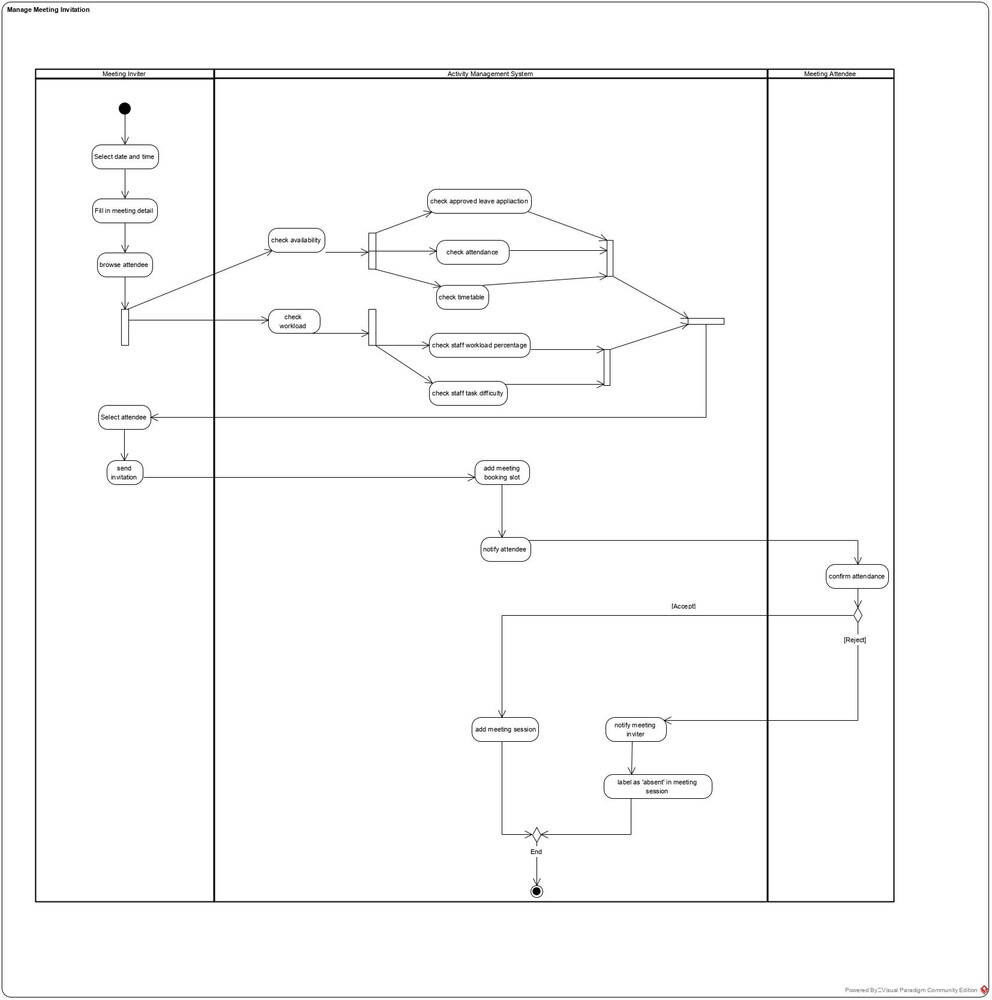 Manage Meeting Invitation
Meeting Inviter
Activity Management System
Meeting Attendee
Select date and time
Fill in meeting detail
browse attendee
check availability
check approved leave appliaction
check attendance
check timetable
check
workload
check staff workload percentage
check staff task difficulty
Select attendee
send
invitation
add meeting
booking slot
notify attendee
confirm attendance
[Accept]
[Reject]
add meeting session
notify meeting
inviter
label as 'absent' in meeting
session
End
Powered By Visual Paradigm Community Edition